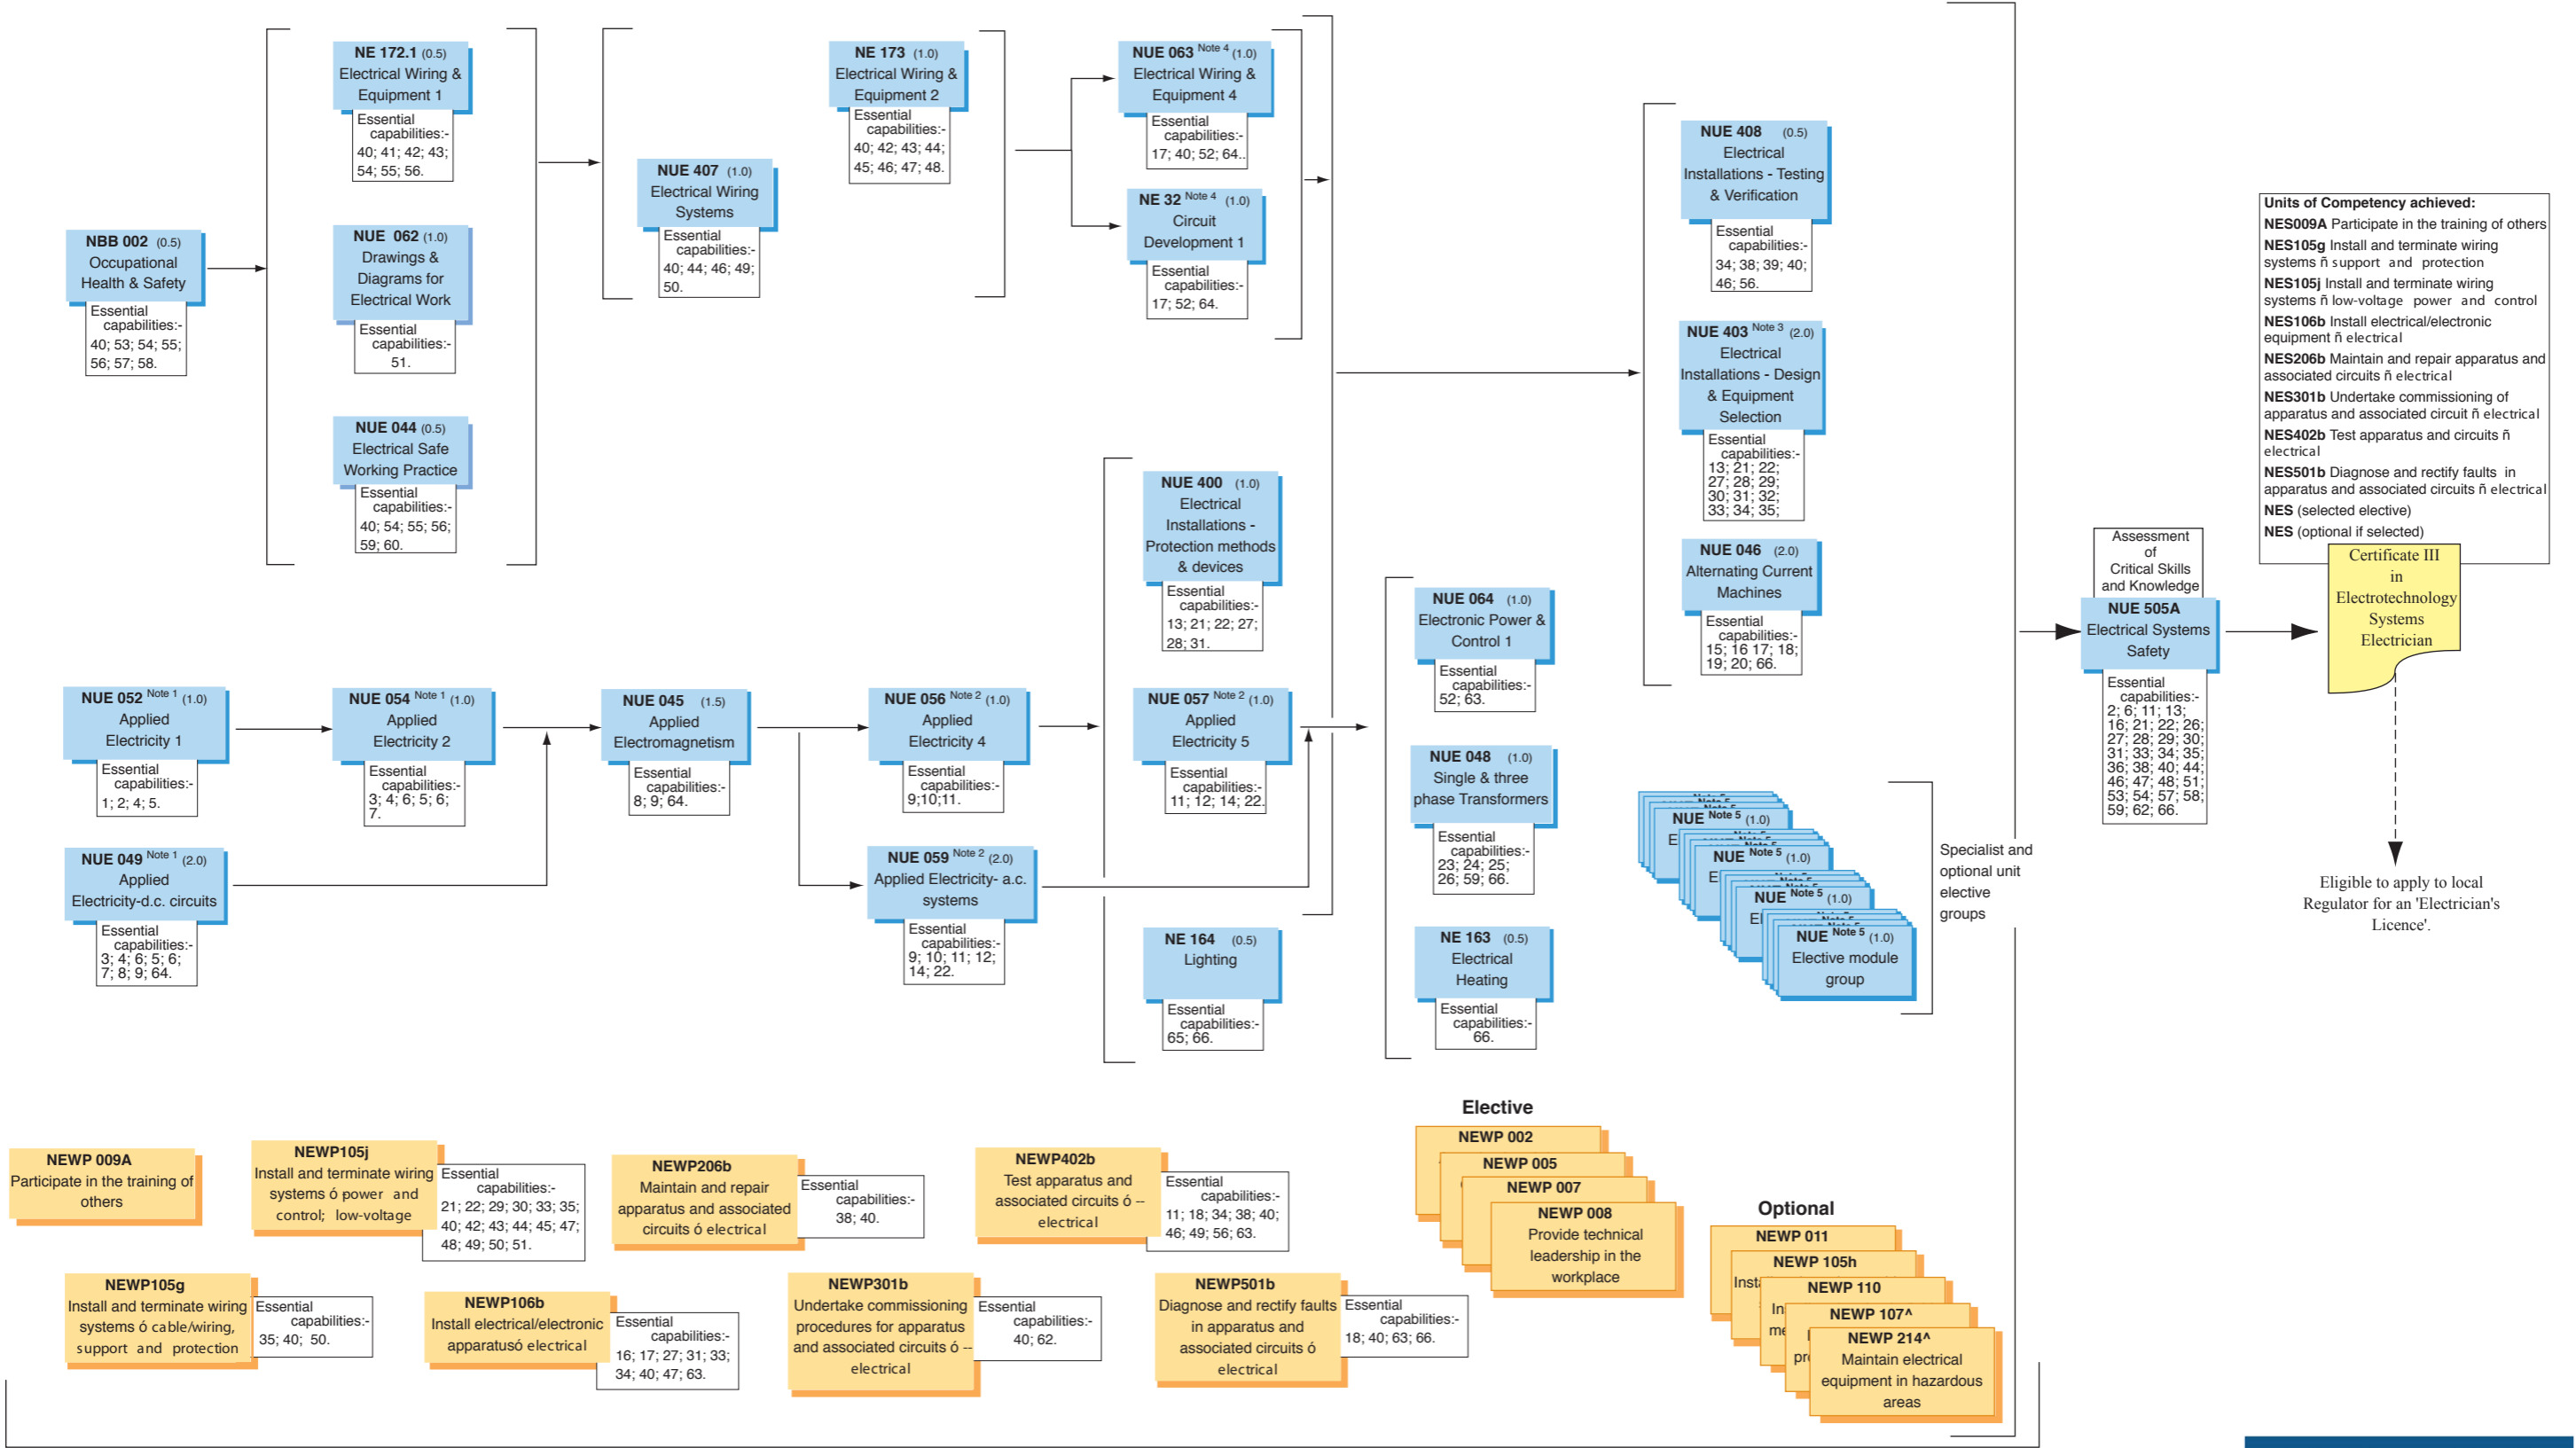 NE 172.1 (0.5)
Electrical Wiring &
Equipment 1
Essential
capabilities:-
40; 41; 42; 43;
54; 55; 56.
NE 173 (1.0)
Electrical Wiring &
Equipment 2
Essential
capabilities:-
40; 42; 43; 44;
45; 46; 47; 48.
NUE 063 Note 4 (1.0)
Electrical Wiring &
Equipment 4
Essential
capabilities:-
17; 40; 52; 64..
NUE 407 (1.0)
Electrical Wiring
Systems
Essential
capabilities:-
40; 44; 46; 49;
50.
NE 32 Note 4 (1.0)
Circuit
Development 1
Essential
capabilities:-
17; 52; 64.
NBB 002 (0.5)
Occupational
Health & Safety
Essential
capabilities:-
40; 53; 54; 55;
56; 57; 58.
NUE 062 (1.0)
Drawings &
Diagrams for
Electrical Work
Essential
capabilities:-
51.
NUE 044 (0.5)
Electrical Safe
Working Practice
Essential
capabilities:-
40; 54; 55; 56;
59; 60.
NUE 408 (0.5)
Electrical
Installations - Testing
& Verification
Essential
capabilities:-
34; 38; 39; 40;
46; 56.
NUE 403 Note 3 (2.0)
Electrical
Installations - Design
& Equipment
Selection
Essential
capabilities:-
13; 21; 22;
27; 28; 29;
30; 31; 32;
33; 34; 35;
NUE 046 (2.0)
Alternating Current
Machines
Essential
capabilities:-
15; 16 17; 18;
19; 20; 66.
Units of Competency achieved:
NES009A Participate in the training of others
NES105g Install and terminate wiring
systems ñ support and protection
NES105j Install and terminate wiring
systems ñ low-voltage power and control
NES106b Install electrical/electronic
equipment ñ electrical
NES206b Maintain and repair apparatus and
associated circuits ñ electrical
NES301b Undertake commissioning of
apparatus and associated circuit ñ electrical
NES402b Test apparatus and circuits ñ
electrical
NES501b Diagnose and rectify faults in
apparatus and associated circuits ñ electrical
NES (selected elective)
NES (optional if selected)
NUE 400 (1.0)
Electrical
Installations -
Protection methods
& devices
Essential
capabilities:-
13; 21; 22; 27;
28; 31.
Assessment
of
Critical Skills
and Knowledge
NUE 505A
Electrical Systems
Safety
Essential
capabilities:-
2; 6; 11; 13;
16; 21; 22; 26;
27; 28; 29; 30;
31; 33; 34; 35;
36; 38; 40; 44;
46; 47; 48; 51;
53; 54; 57; 58;
59; 62; 66.
Certificate III
in
Electrotechnology
Systems
Electrician
Eligible to apply to local
Regulator for an 'Electrician's
Licence'.
NUE 052 Note 1 (1.0)
Applied
Electricity 1
Essential
capabilities:-
1; 2; 4; 5.
NUE 054 Note 1 (1.0)
Applied
Electricity 2
Essential
capabilities:-
3; 4; 6; 5; 6;
7.
NUE 045 (1.5)
Applied
Electromagnetism
Essential
capabilities:-
8; 9; 64.
NUE 056 Note 2 (1.0)
Applied
Electricity 4
Essential
capabilities:-
9;10;11.
NUE 057 Note 2 (1.0)
Applied
Electricity 5
Essential
capabilities:-
11; 12; 14; 22.
NUE 064 (1.0)
Electronic Power &
Control 1
Essential
capabilities:-
52; 63.
NUE 048 (1.0)
Single & three
phase Transformers
Essential
capabilities:-
23; 24; 25;
26; 59; 66.
NE 163 (0.5)
Electrical
Heating
Essential
capabilities:-
66.
NUE 049 Note 1 (2.0)
Applied
Electricity-d.c. circuits
Essential
capabilities:-
3; 4; 6; 5; 6;
7; 8; 9; 64.
NUE 059 Note 2 (2.0)
Applied Electricity- a.c.
systems
Essential
capabilities:-
9; 10; 11; 12;
14; 22.
NE 164 (0.5)
Lighting
Essential
capabilities:-
65; 66.
Note 5
NUE Note 5 (1.0)
E
Note 5
NUE Note 5 (1.0)
E
Note 5
NUE Note 5 (1.0)
El
Note 5
NUE Note 5 (1.0)
Elective module
group
Specialist and
optional unit
elective
groups
NEWP 009A
Participate in the training of
others
NEWP105j
Install and terminate wiring
systems ó power and
control; low-voltage
Essential
capabilities:-
21; 22; 29; 30; 33; 35;
40; 42; 43; 44; 45; 47;
48; 49; 50; 51.
NEWP206b
Maintain and repair
apparatus and associated
circuits ó electrical
Essential
capabilities:-
38; 40.
NEWP402b
Test apparatus and
associated circuits ó --
electrical
Essential
capabilities:-
11; 18; 34; 38; 40;
46; 49; 56; 63.
Elective
NEWP 002
NEWP 005
NEWP 007
NEWP 008
Provide technical
leadership in the
workplace
Optional
NEWP 011
NEWP 105h
Insta
NEWP 110
In
me
NEWP 107^
pro
NEWP 214^
Maintain electrical
equipment in hazardous
areas
NEWP105g
Install and terminate wiring
systems ó cable/wiring,
support and protection
Essential
capabilities:-
35; 40; 50.
NEWP106b
Install electrical/electronic
apparatusó electrical
Essential
capabilities:-
16; 17; 27; 31; 33;
34; 40; 47; 63.
NEWP301b
Undertake commissioning
procedures for apparatus
and associated circuits ó --
electrical
Essential
capabilities:-
40; 62.
NEWP501b
Diagnose and rectify faults
in apparatus and
associated circuits ó
electrical
Essential
capabilities:-
18; 40; 63; 66.